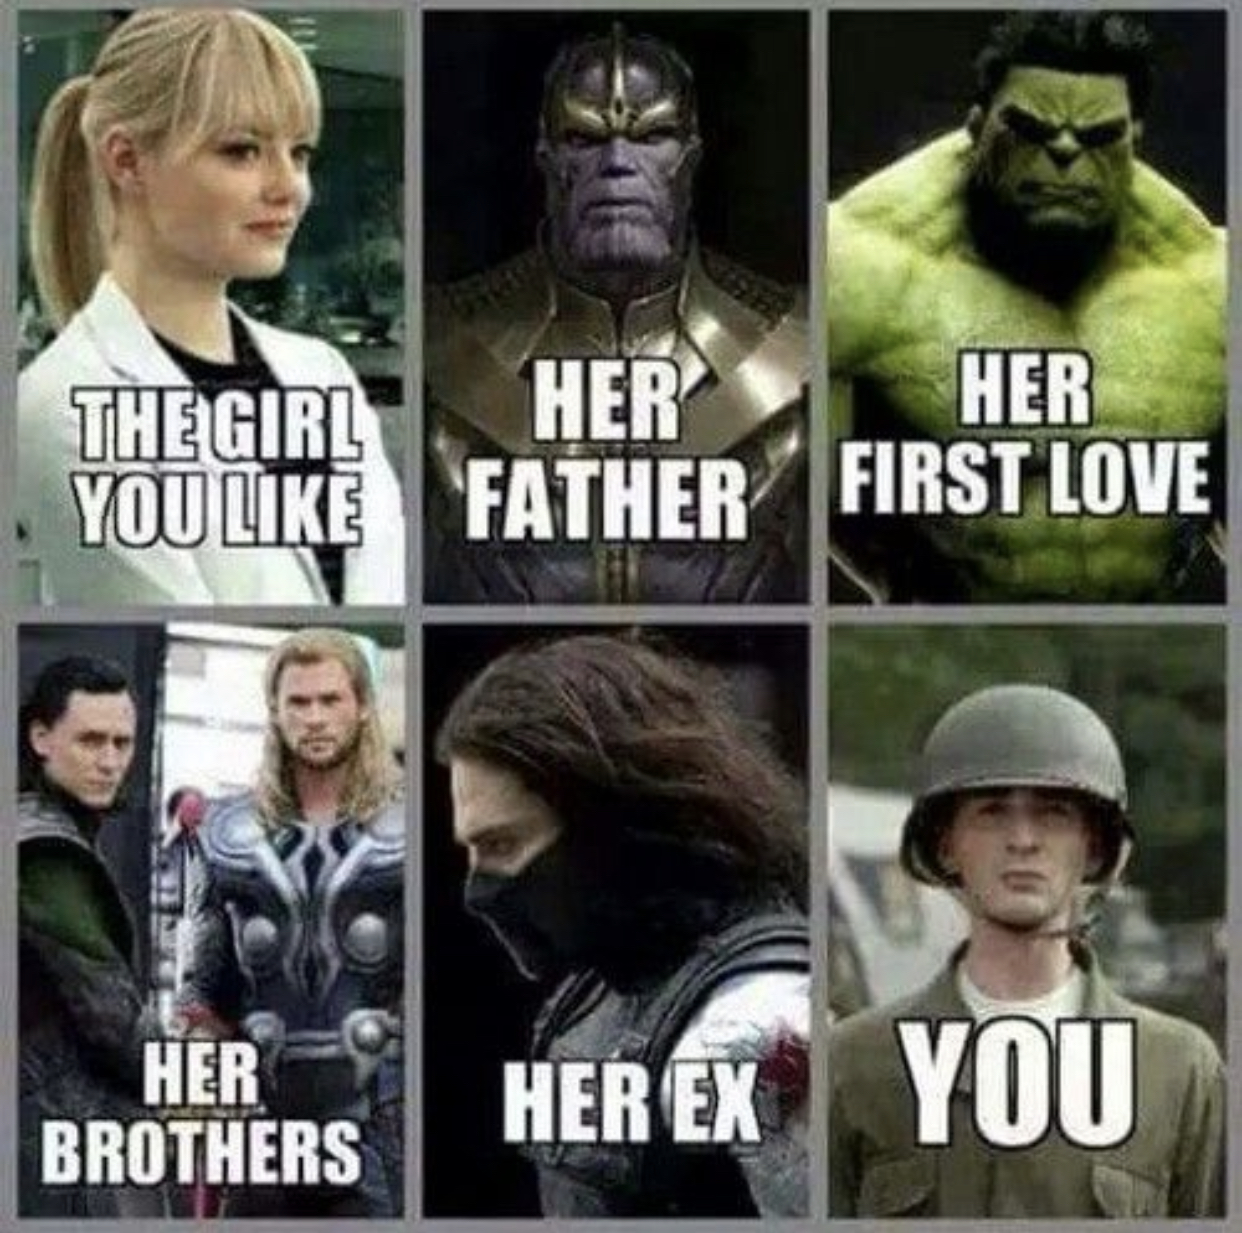 THE GIRL
YOU LIKE
HER
FATHER
HER
FIRST LOVE
HER
BROTHERS
HER EX
YOU